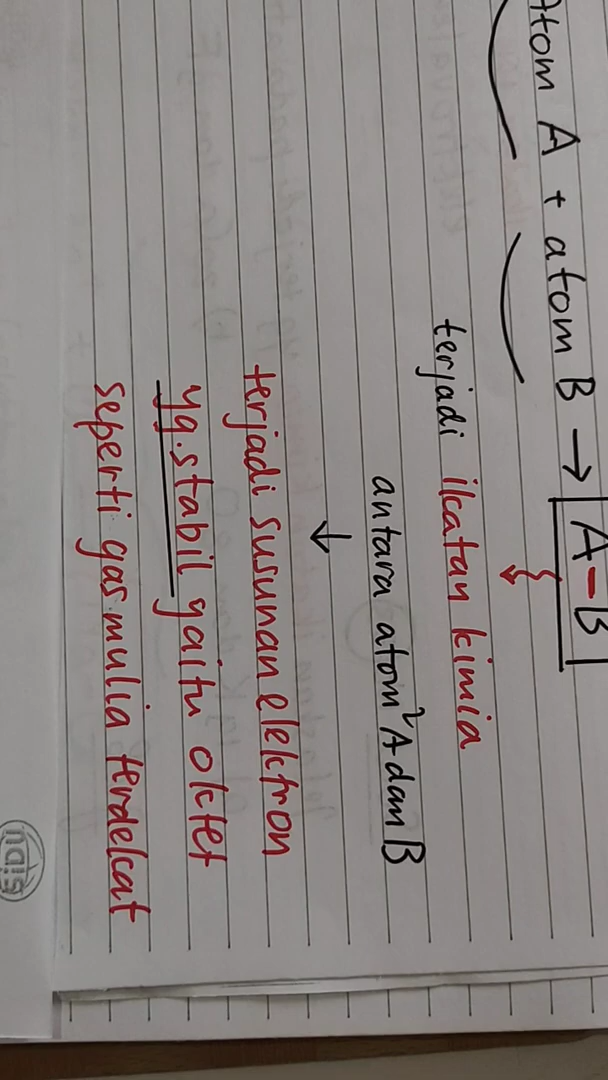 Atom A + atom B → A-B
terjadi ikatan kimia
antara atom² A dan B
↓
terjadi susunan elektron
yg. stabil yaitu oktet
seperti gas mulia terdekat